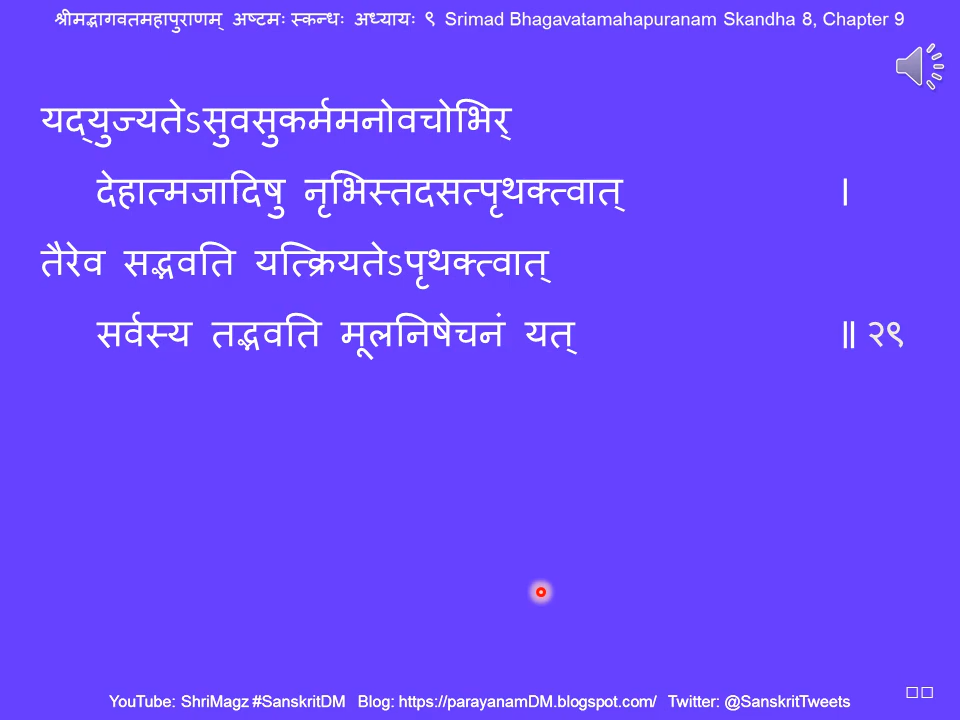 श्रीमद्भागवतमहापुराणम् अष्टमः स्कन्धः अध्यायः ९ Srimad Bhagavatamahapuranam Skandha 8, Chapter 9
यद्युज्यतेऽसुवसुकर्ममनोवचोभिर्
देहात्मजादिषु नृभिस्तदसत्पृथक्त्वात् ।
तैरेव सद्भवति यत्क्रियतेऽपृथक्त्वात्
सर्वस्य तद्भवति मूलनिषेचनं यत् ॥ २९
YouTube: ShriMagz #SanskritDM Blog: https://parayanamDM.blogspot.com/ Twitter: @SanskritTweets